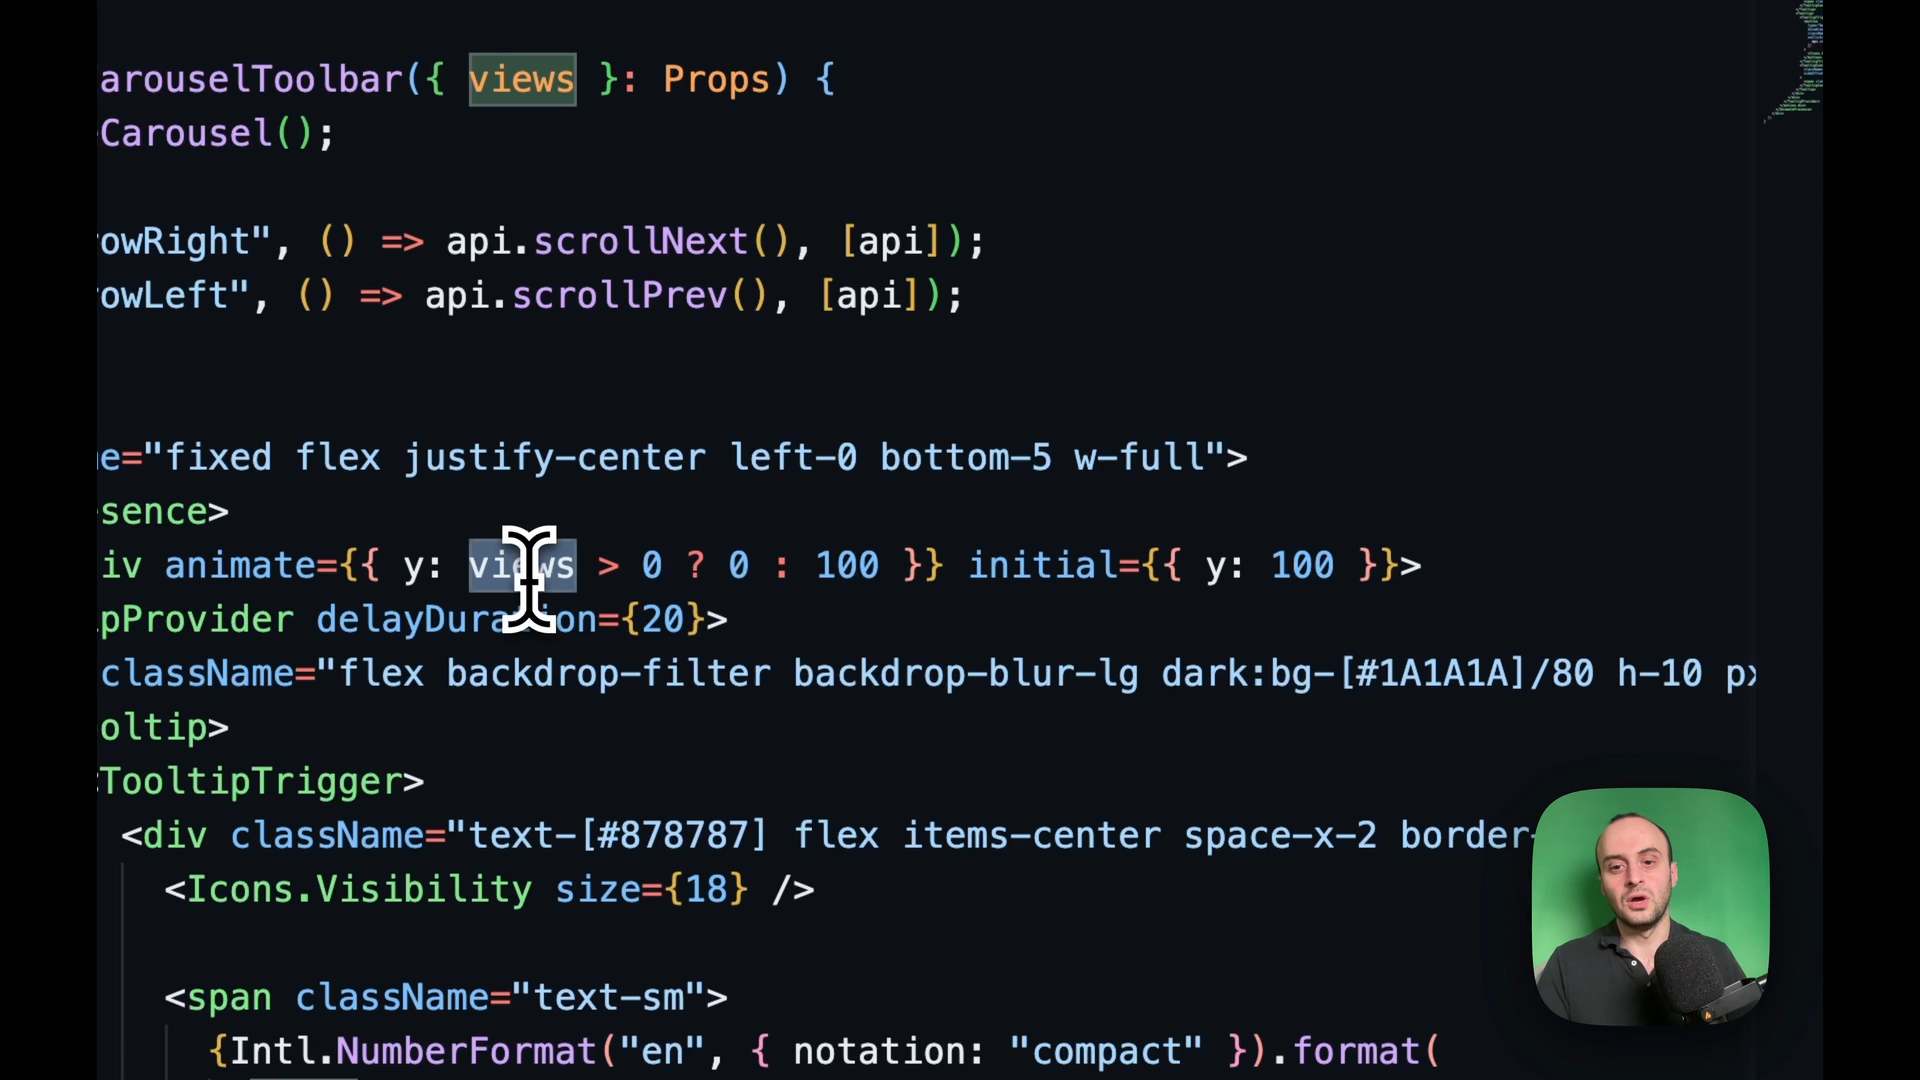 arouselToolbar({ views }: Props) {
Carousel();
owRight", () => api.scrollNext(), [api]);
owLeft", () => api.scrollPrev(), [api]);
e="fixed flex justify-center left-0 bottom-5 w-full">
sence>
iv animate={{ y: views > 0 ? 0 : 100 }} initial={{ y: 100 }}>
pProvider delayDuration={20}>
className="flex backdrop-filter backdrop-blur-lg dark:bg-[#1A1A1A]/80 h-10 px
oltip>
TooltipTrigger>
<div className="text-[#878787] flex items-center space-x-2 border-
<Icons.Visibility size={18} />
<span className="text-sm">
{Intl.NumberFormat("en", { notation: "compact" }).format(